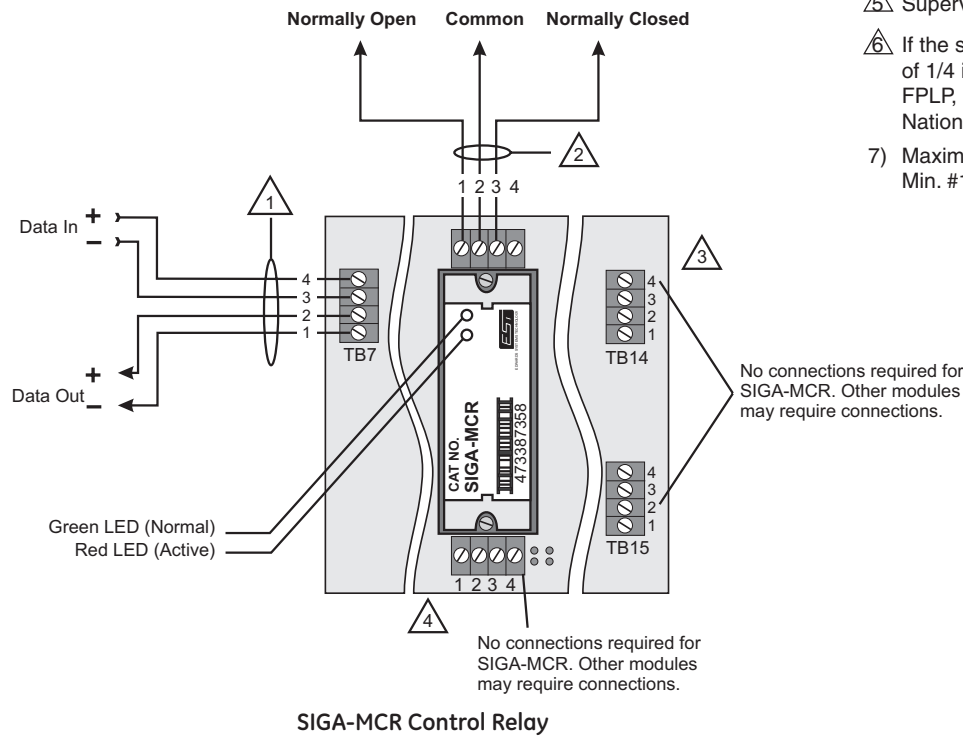 Normally Open Common Normally Closed
5 Superv
6 If the s
of 1/4 i
FPLP,
Nation
7) Maxim
Min. #1
2
1 2 3 4
1
Data In + −
4
3
2
1
TB7
Data Out + −
3
4
3
2
1
TB14
No connections required for
SIGA-MCR. Other modules
may require connections.
EST
CAT NO.
SIGA-MCR
473387358
4
3
2
1
TB15
Green LED (Normal)
Red LED (Active)
1 2 3 4
4
No connections required for
SIGA-MCR. Other modules
may require connections.
SIGA-MCR Control Relay